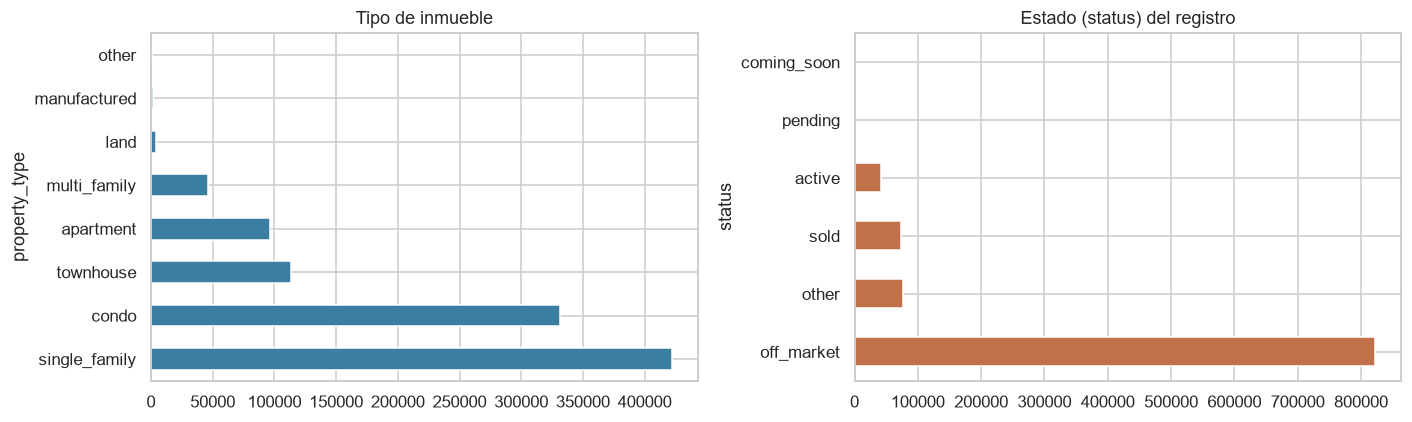 Tipo de inmueble
property_type
other
manufactured
land
multi_family
apartment
townhouse
condo
single_family
0 50000 100000 150000 200000 250000 300000 350000 400000
Estado (status) del registro
status
coming_soon
pending
active
sold
other
off_market
0 100000 200000 300000 400000 500000 600000 700000 800000